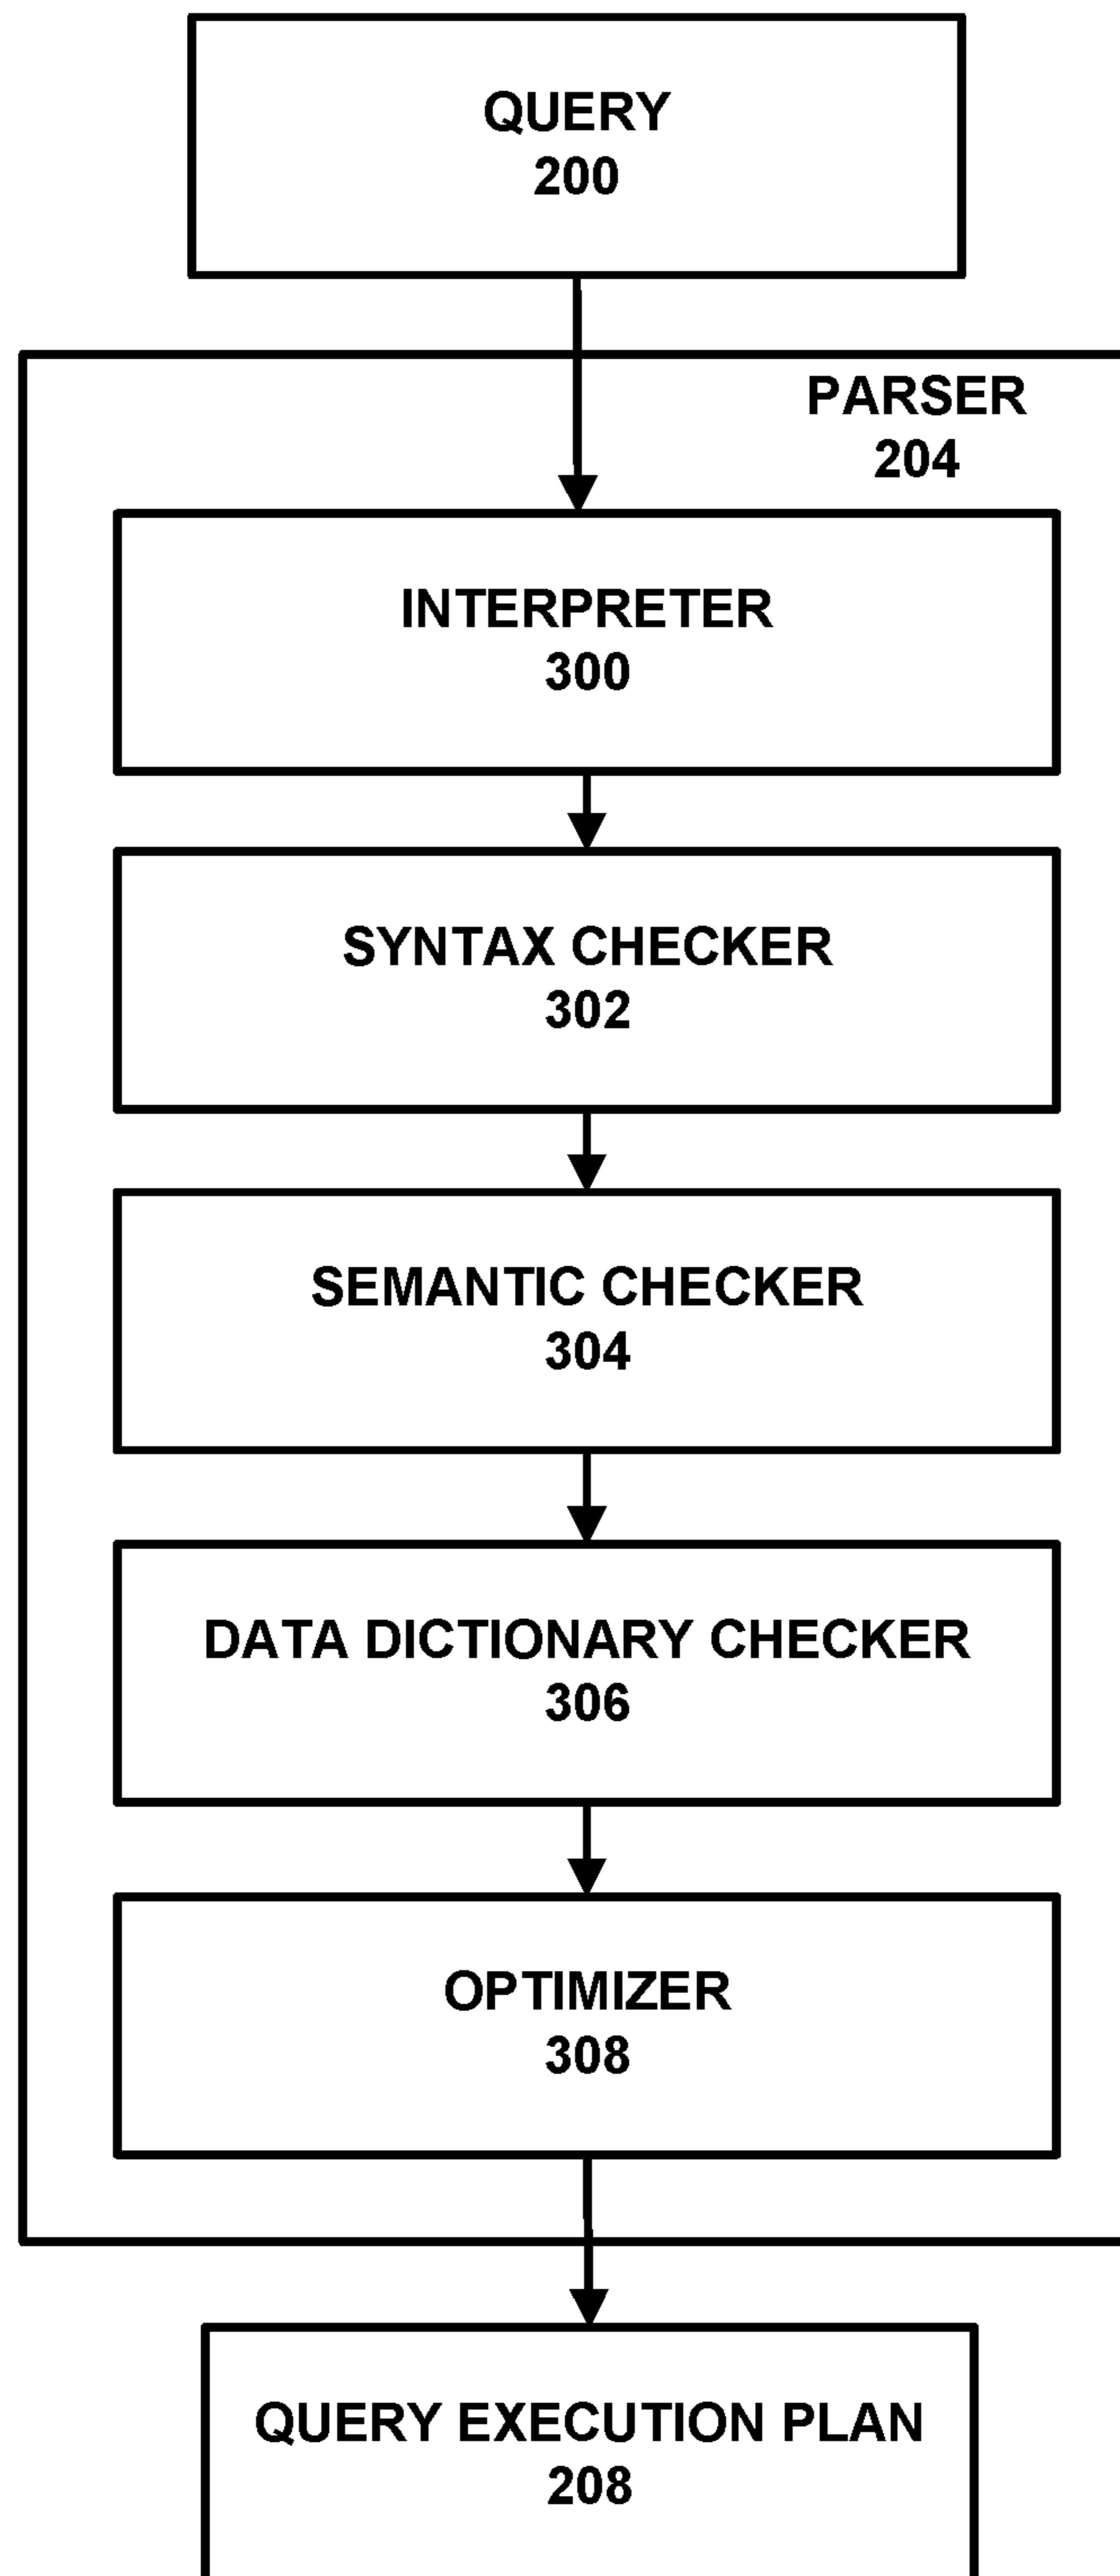 QUERY
200
PARSER
204
INTERPRETER
300
SYNTAX CHECKER
302
SEMANTIC CHECKER
304
DATA DICTIONARY CHECKER
306
OPTIMIZER
308
QUERY EXECUTION PLAN
208